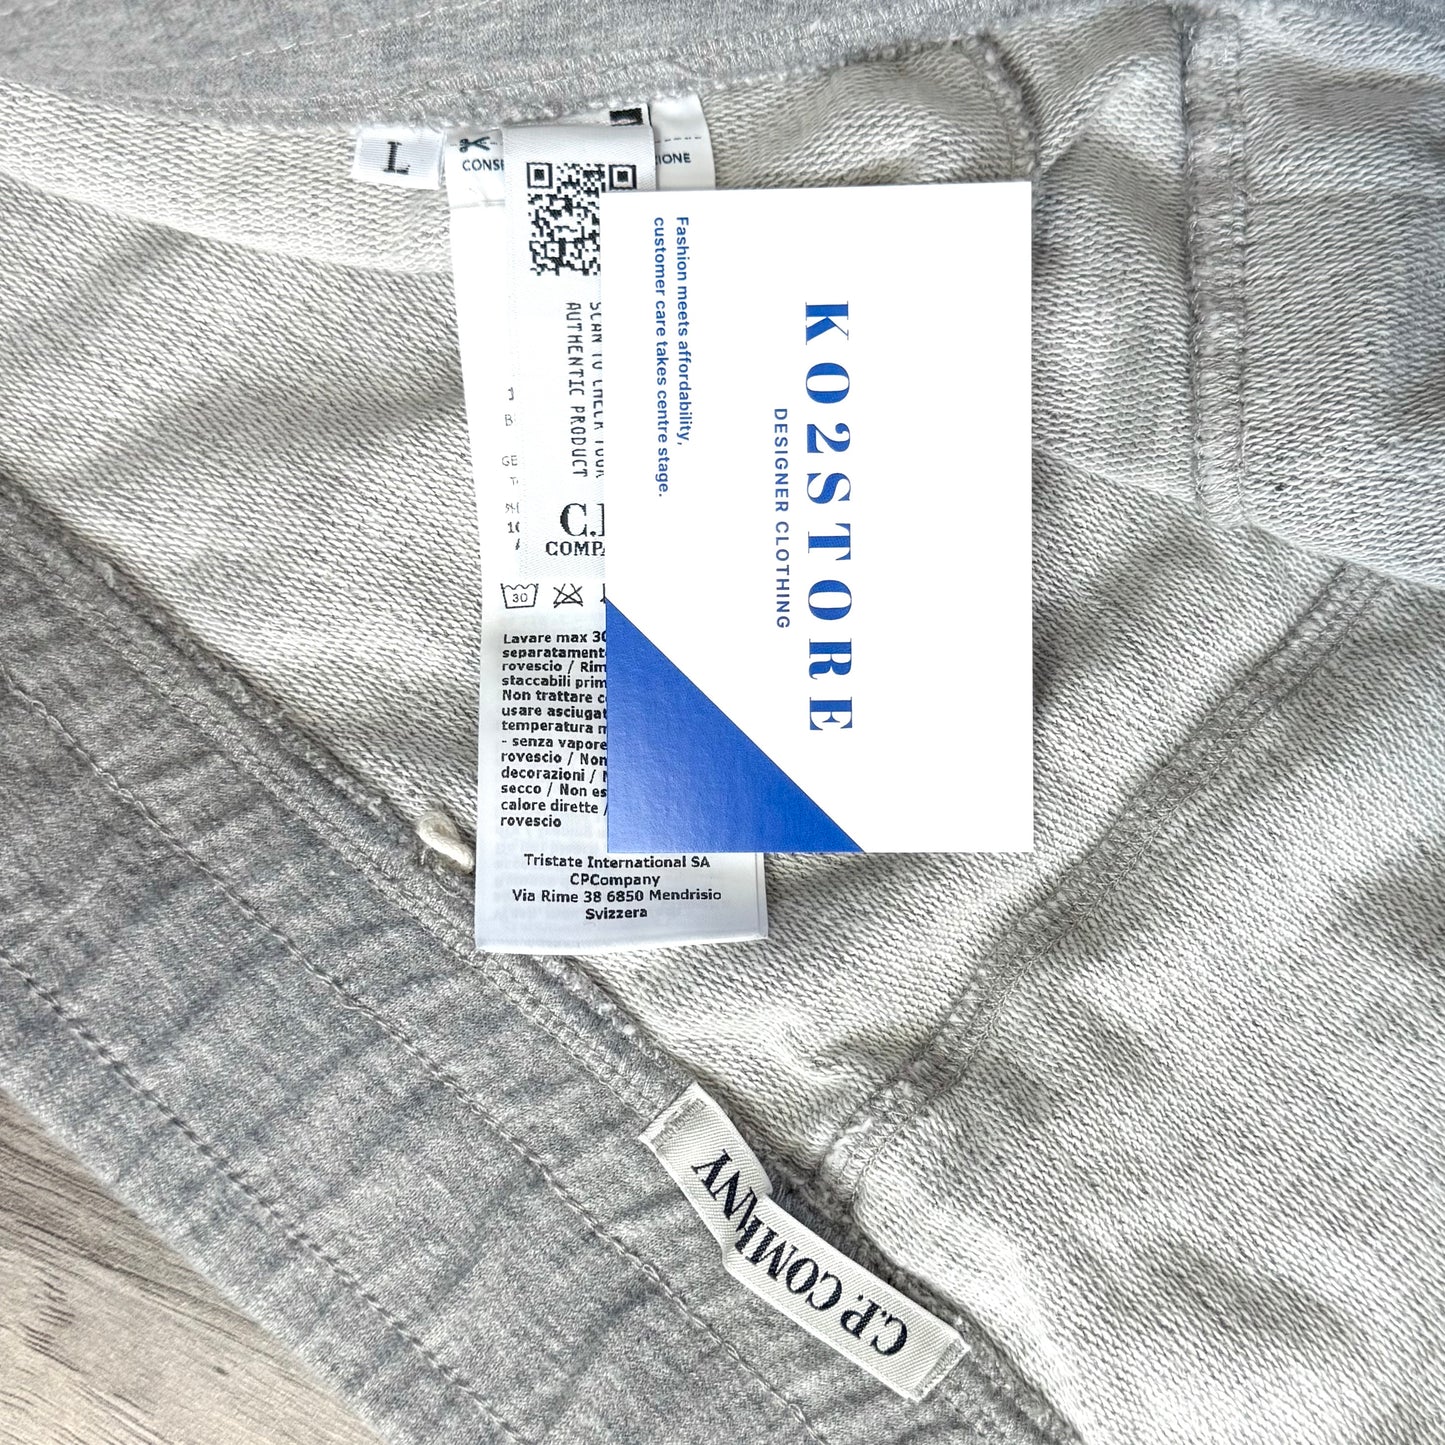 L
CONS
IONE
SCAN TO CHECK YOUR
AUTHENTIC PRODUCT
C.
COMPA
30
Lavare max 30
separatament
rovescio / Rim
staccabili prim
Non trattare c
usare asciugat
temperatura m
- senza vapore
rovescio / Non
decorazioni /
secco / Non es
calore dirette /
rovescio
Tristate International SA
CPCompany
Via Rime 38 6850 Mendrisio
Svizzera
KO2STORE
DESIGNER CLOTHING
Fashion meets affordability,
customer care takes centre stage.
C.P. COMPANY